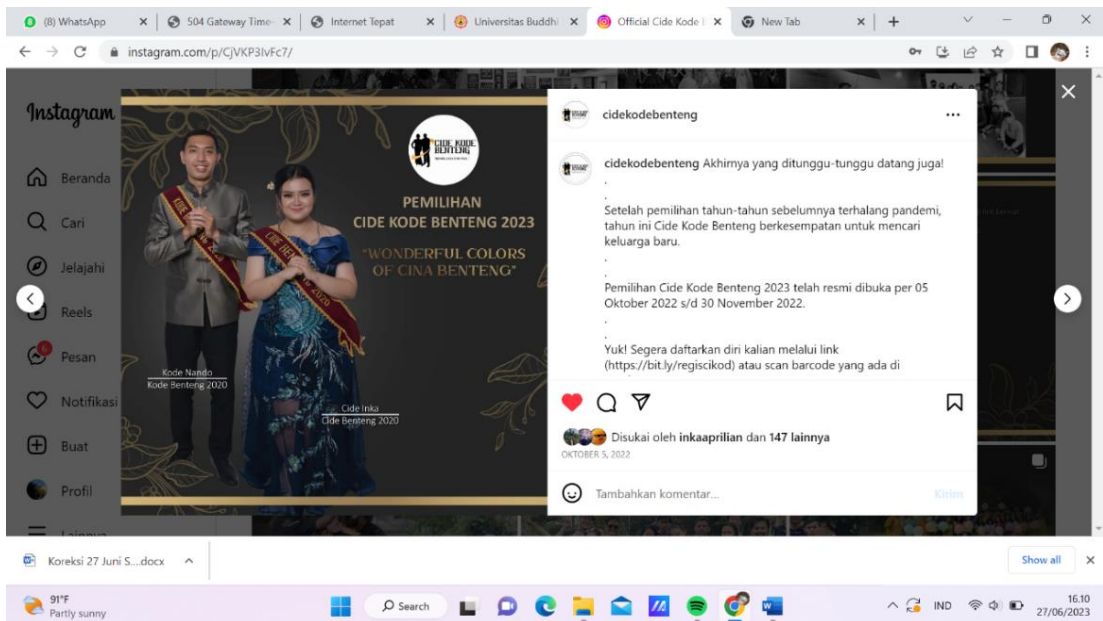 (8) WhatsApp
504 Gateway Time-
Internet Tepat
Universitas Buddhi
Official Cide Kode B
New Tab
instagram.com/p/CjVKP3IvFc7/
Instagram
Beranda
Cari
Jelajahi
Reels
6
Pesan
Notifikasi
Buat
Profil
Lainnya
CIDE KODE
BENTENG
PEMILIHAN
CIDE KODE BENTENG 2023
"WONDERFUL COLORS
OF CINA BENTENG"
Kode Nando
Kode Benteng 2020
Cide Inka
Cide Benteng 2020
cidekodebenteng
cidekodebenteng Akhirnya yang ditunggu-tunggu datang juga!
.
.
Setelah pemilihan tahun-tahun sebelumnya terhalang pandemi,
tahun ini Cide Kode Benteng berkesempatan untuk mencari
keluarga baru.
.
.
Pemilihan Cide Kode Benteng 2023 telah resmi dibuka per 05
Oktober 2022 s/d 30 November 2022.
.
.
Yuk! Segera daftarkan diri kalian melalui link
(https://bit.ly/regiscikod) atau scan barcode yang ada di
Disukai oleh inkaaprilian dan 147 lainnya
OKTOBER 5, 2022
Tambahkan komentar...
Kirim
Koreksi 27 Juni S....docx
Show all
91°F
Partly sunny
Search
IND
16.10
27/06/2023